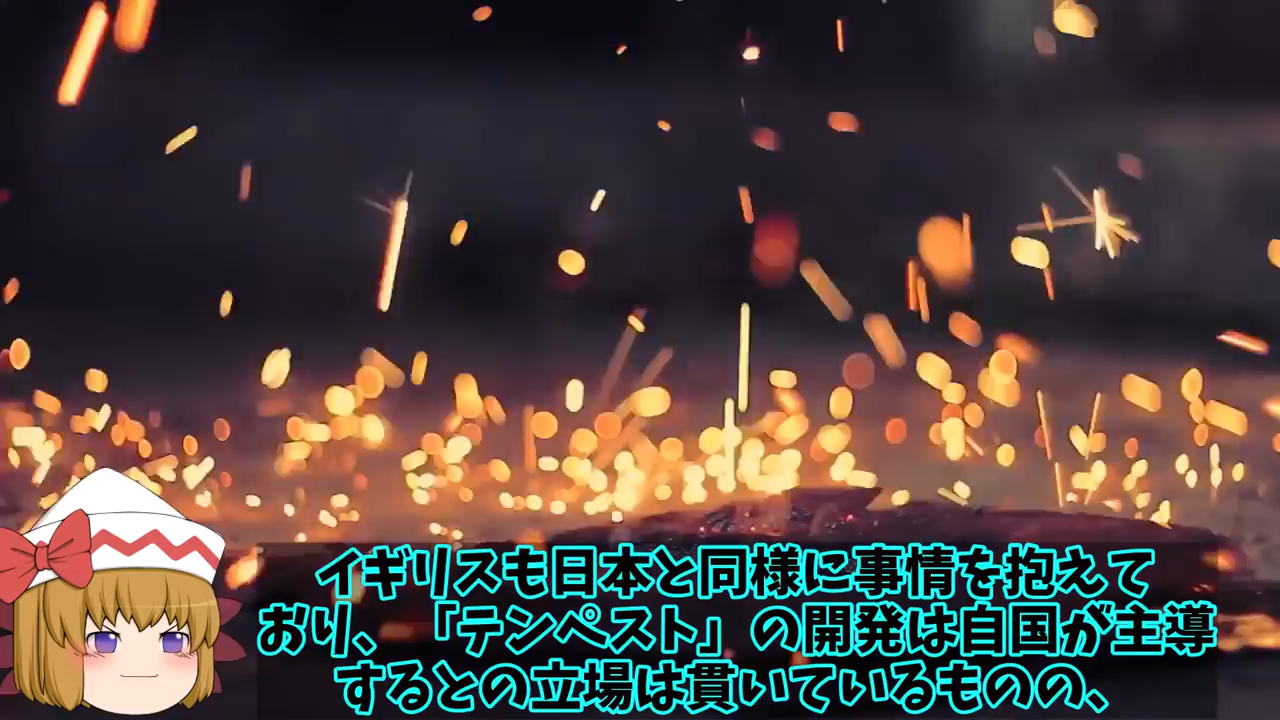 イギリスも日本と同様に事情を抱えて
おり、「テンペスト」の開発は自国が主導
するとの立場は貫いているものの、